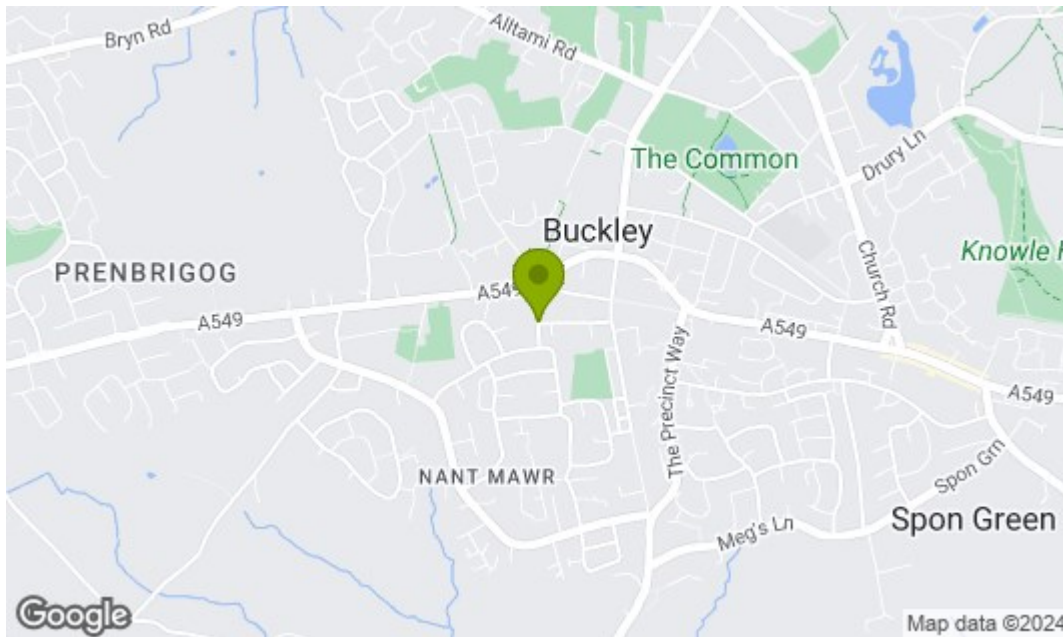 Bryn Rd
Alltami Rd
The Common
Drury Ln
Buckley
Knowle
PRENBRIGOG
A549
Church Rd
A549
A549
The Precinct Way
A549
NANT MAWR
Spon Grn
Spon Green
Meg's Ln
Google
Map data ©2024